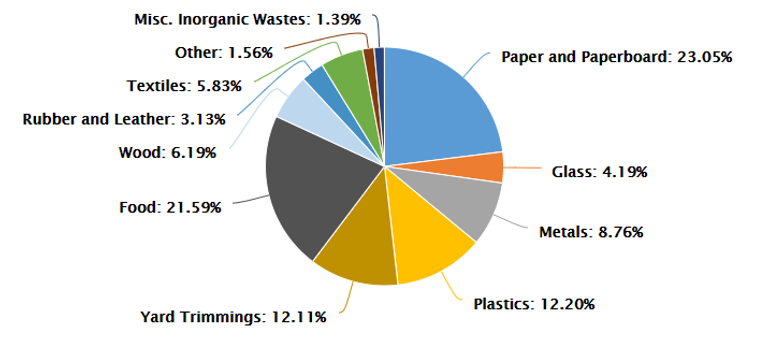 Misc. Inorganic Wastes: 1.39%
Other: 1.56%
Paper and Paperboard: 23.05%
Textiles: 5.83%
Rubber and Leather: 3.13%
Wood: 6.19%
Glass: 4.19%
Food: 21.59%
Metals: 8.76%
Plastics: 12.20%
Yard Trimmings: 12.11%